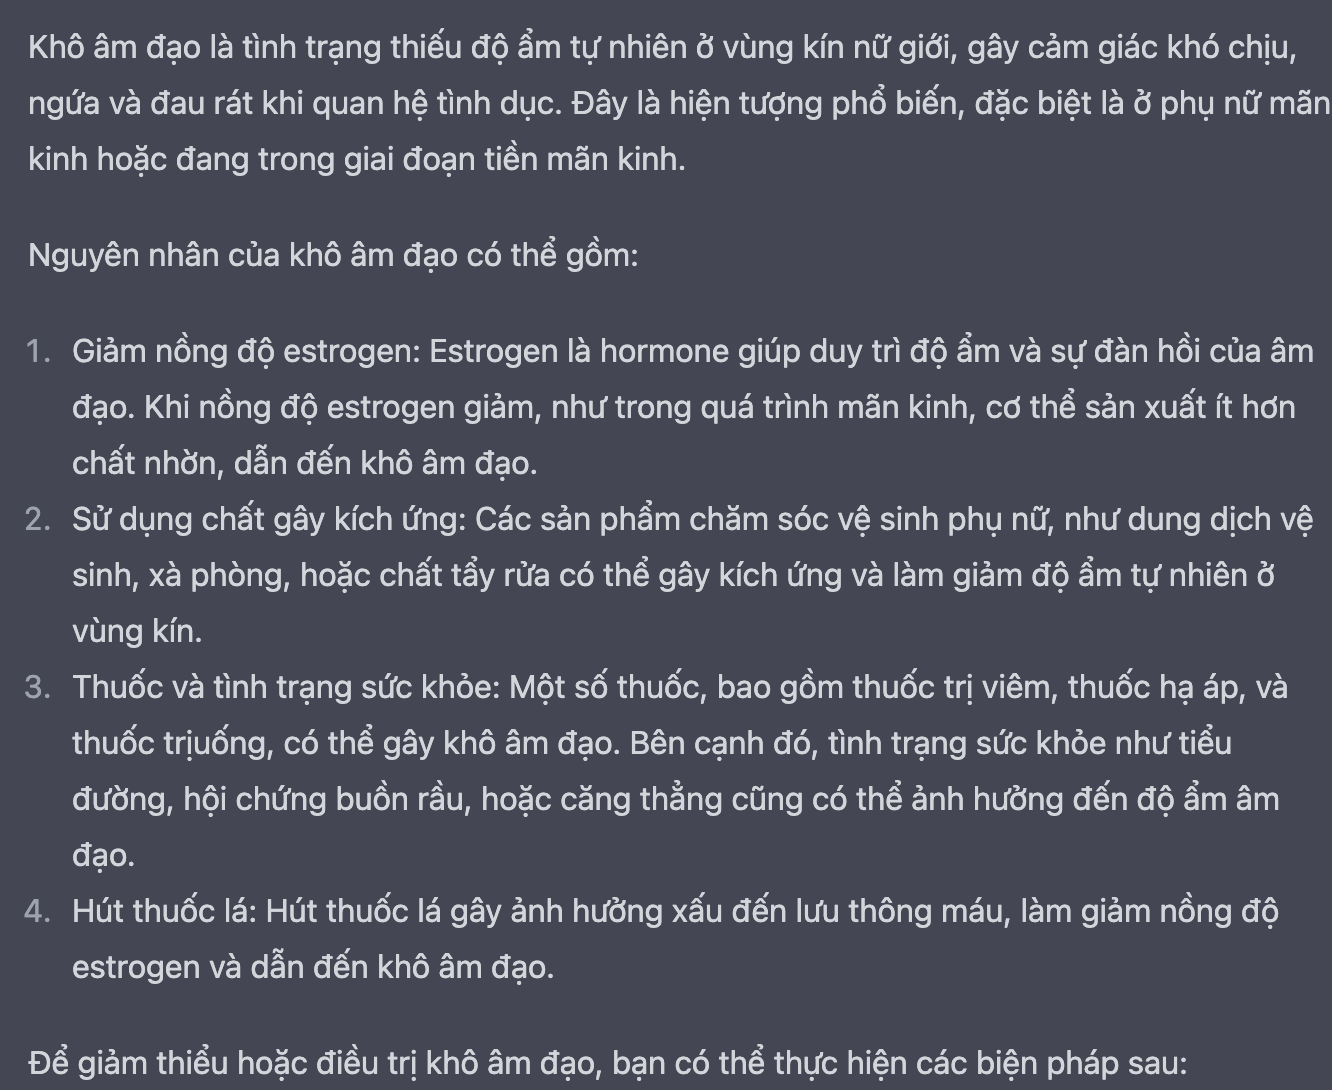 Khô âm đạo là tình trạng thiếu độ ẩm tự nhiên ở vùng kín nữ giới, gây cảm giác khó chịu,
ngứa và đau rát khi quan hệ tình dục. Đây là hiện tượng phổ biến, đặc biệt là ở phụ nữ mãn
kinh hoặc đang trong giai đoạn tiền mãn kinh.
Nguyên nhân của khô âm đạo có thể gồm:
1. Giảm nồng độ estrogen: Estrogen là hormone giúp duy trì độ ẩm và sự đàn hồi của âm
đạo. Khi nồng độ estrogen giảm, như trong quá trình mãn kinh, cơ thể sản xuất ít hơn
chất nhờn, dẫn đến khô âm đạo.
2. Sử dụng chất gây kích ứng: Các sản phẩm chăm sóc vệ sinh phụ nữ, như dung dịch vệ
sinh, xà phòng, hoặc chất tẩy rửa có thể gây kích ứng và làm giảm độ ẩm tự nhiên ở
vùng kín.
3. Thuốc và tình trạng sức khỏe: Một số thuốc, bao gồm thuốc trị viêm, thuốc hạ áp, và
thuốc trịuống, có thể gây khô âm đạo. Bên cạnh đó, tình trạng sức khỏe như tiểu
đường, hội chứng buồn rầu, hoặc căng thẳng cũng có thể ảnh hưởng đến độ ẩm âm
đạo.
4. Hút thuốc lá: Hút thuốc lá gây ảnh hưởng xấu đến lưu thông máu, làm giảm nồng độ
estrogen và dẫn đến khô âm đạo.
Để giảm thiểu hoặc điều trị khô âm đạo, bạn có thể thực hiện các biện pháp sau: